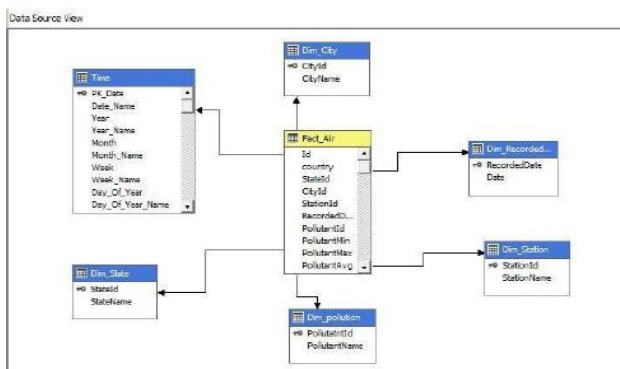 Data Source View
Dim_City
CityId
CityName
Time
PK_Date
Date_Name
Year
Year_Name
Month
Month_Name
Week
Week_Name
Day_Of_Year
Day_Of_Year_Name
Fact_Air
Id
country
StateId
CityId
StationId
RecordedD...
PollutantId
PollutantMin
PollutantMax
PollutantAvg
Dim_Recorded...
RecordedDate
Date
Dim_Station
StationId
StationName
Dim_State
StateId
StateName
Dim_pollution
PollutantId
PollutantName